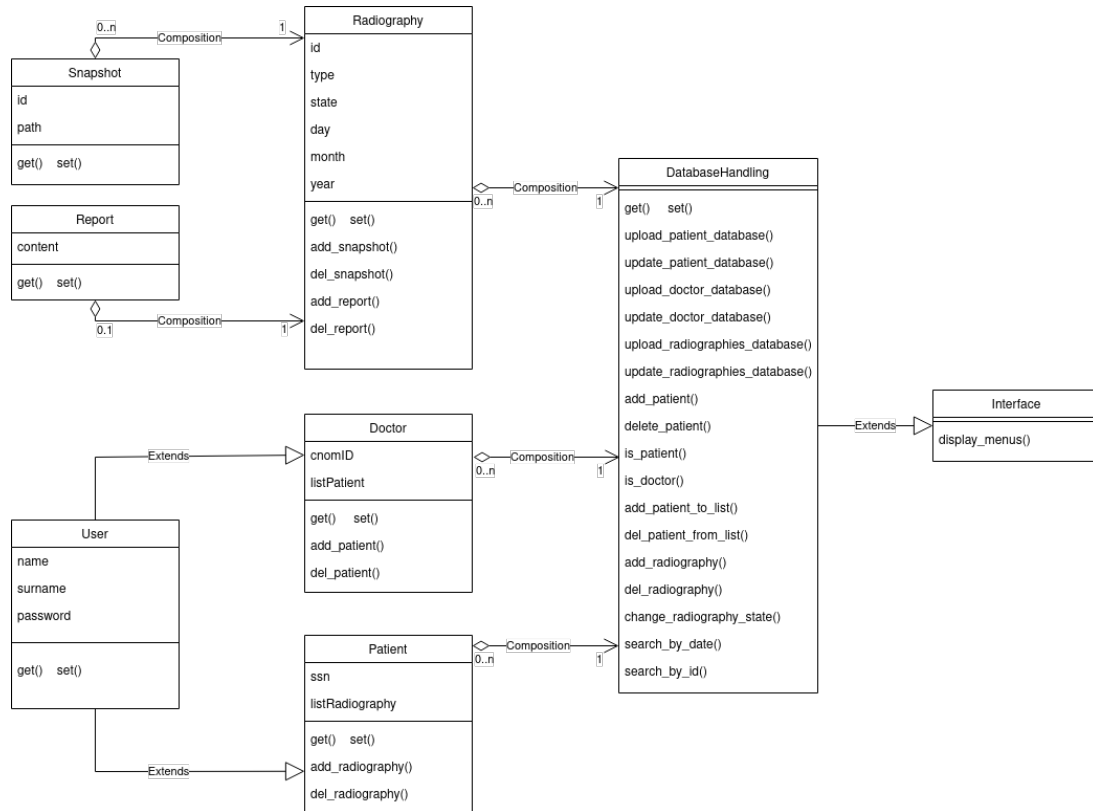 Radiography
id
type
state
day
month
year
get() set()
add_snapshot()
del_snapshot()
add_report()
del_report()
0..n
Composition
1
Snapshot
id
path
get() set()
Report
content
get() set()
0.1
Composition
1
0..n
Composition
1
DatabaseHandling
get() set()
upload_patient_database()
update_patient_database()
upload_doctor_database()
update_doctor_database()
upload_radiographies_database()
update_radiographies_database()
add_patient()
delete_patient()
is_patient()
is_doctor()
add_patient_to_list()
del_patient_from_list()
add_radiography()
del_radiography()
change_radiography_state()
search_by_date()
search_by_id()
Extends
Interface
display_menus()
Doctor
cnomID
listPatient
get() set()
add_patient()
del_patient()
0..n
Composition
1
Extends
User
name
surname
password
get() set()
Extends
Patient
ssn
listRadiography
get() set()
add_radiography()
del_radiography()
0..n
Composition
1